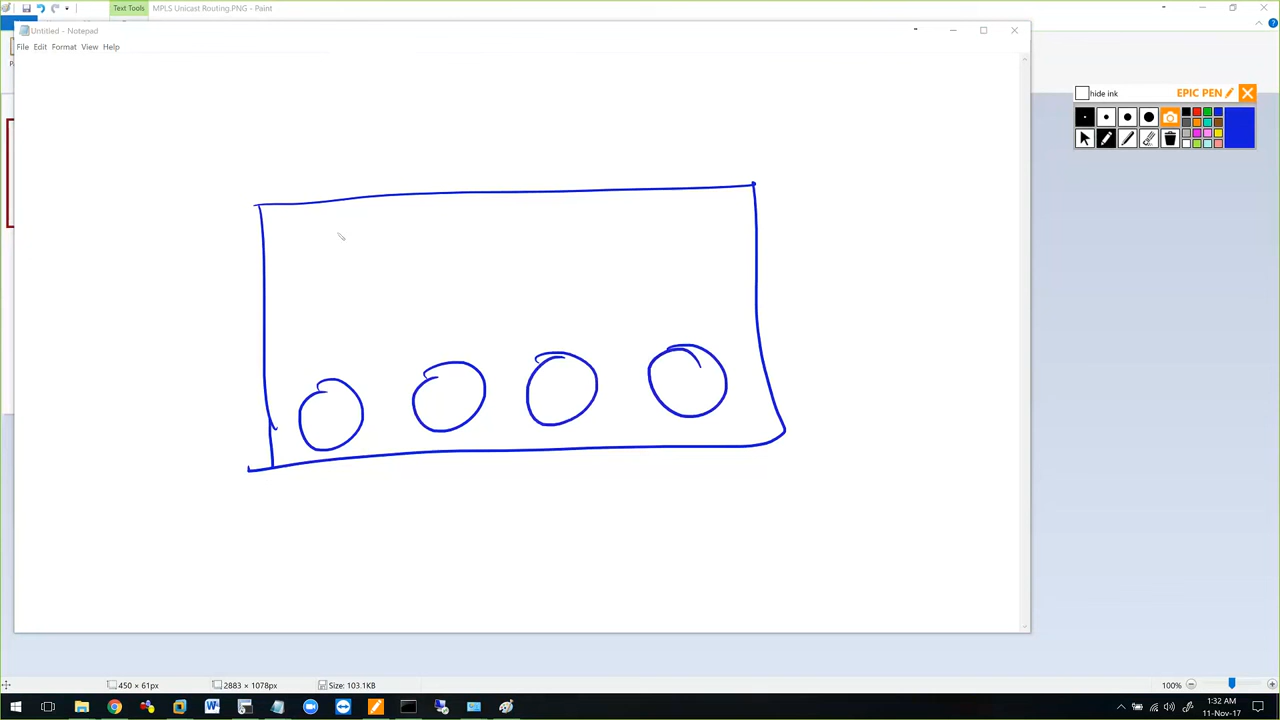 Text Tools
MPLS Unicast Routing.PNG - Paint
Untitled - Notepad
File Edit Format View Help
hide ink
EPIC PEN
450 × 61px
2883 × 1078px
Size: 103.1KB
100%
1:32 AM
11-Nov-17